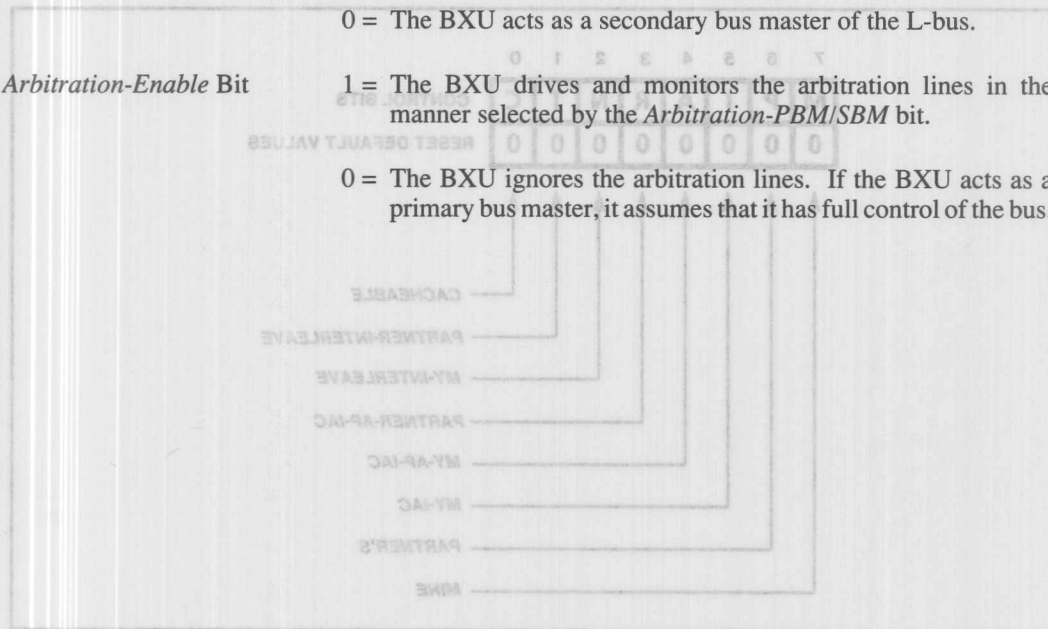 0 = The BXU acts as a secondary bus master of the L-bus.
Arbitration-Enable Bit 1 = The BXU drives and monitors the arbitration lines in the
manner selected by the Arbitration-PBM/SBM bit.
0 = The BXU ignores the arbitration lines. If the BXU acts as a
primary bus master, it assumes that it has full control of the bus
7 6 5 4 3 2 1 0
CONTROL BITS
RESET DEFAULT VALUES 0 0 0 0 0 0 0 0
CACHEABLE
PARTNER-INTERLEAVE
MY-INTERLEAVE
PARTNER-AP-IAC
MY-AP-IAC
MY-IAC
PARTNER'S
MINE